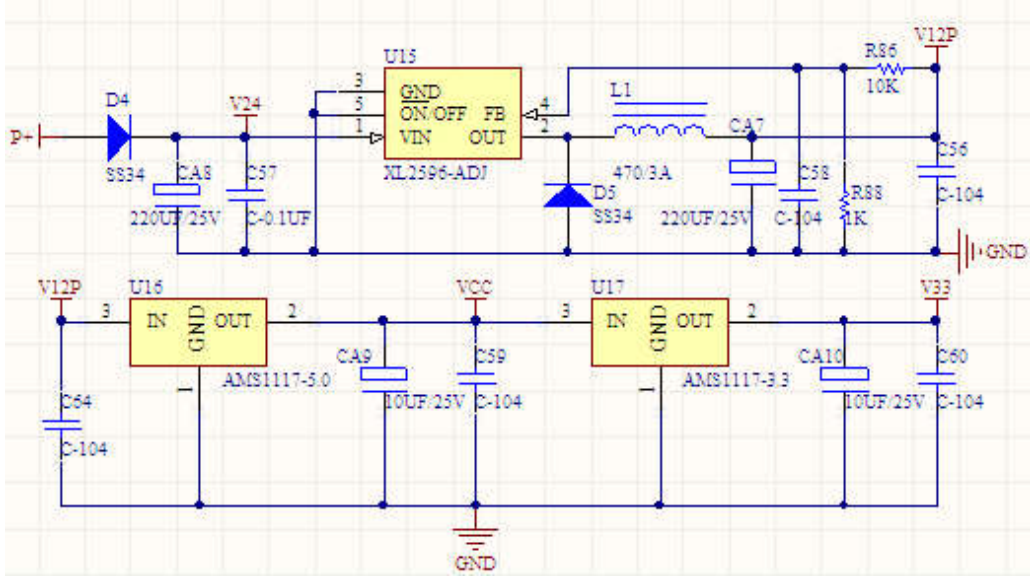 V12P
R86
10K
U15
3
GND
5
ON/OFF
FB
4
1
VIN
OUT
2
XL2596-ADJ
D4
SS34
P+
V24
CA8
220UF/25V
C57
C-0.1UF
L1
470/3A
D5
SS34
CA7
220UF/25V
C58
C-104
R88
1K
C56
C-104
GND
V12P
U16
3
IN
GND
OUT
2
1
AMS1117-5.0
C64
C-104
CA9
10UF/25V
VCC
C59
C-104
GND
U17
3
IN
GND
OUT
2
1
AMS1117-3.3
CA10
10UF/25V
V33
C60
C-104